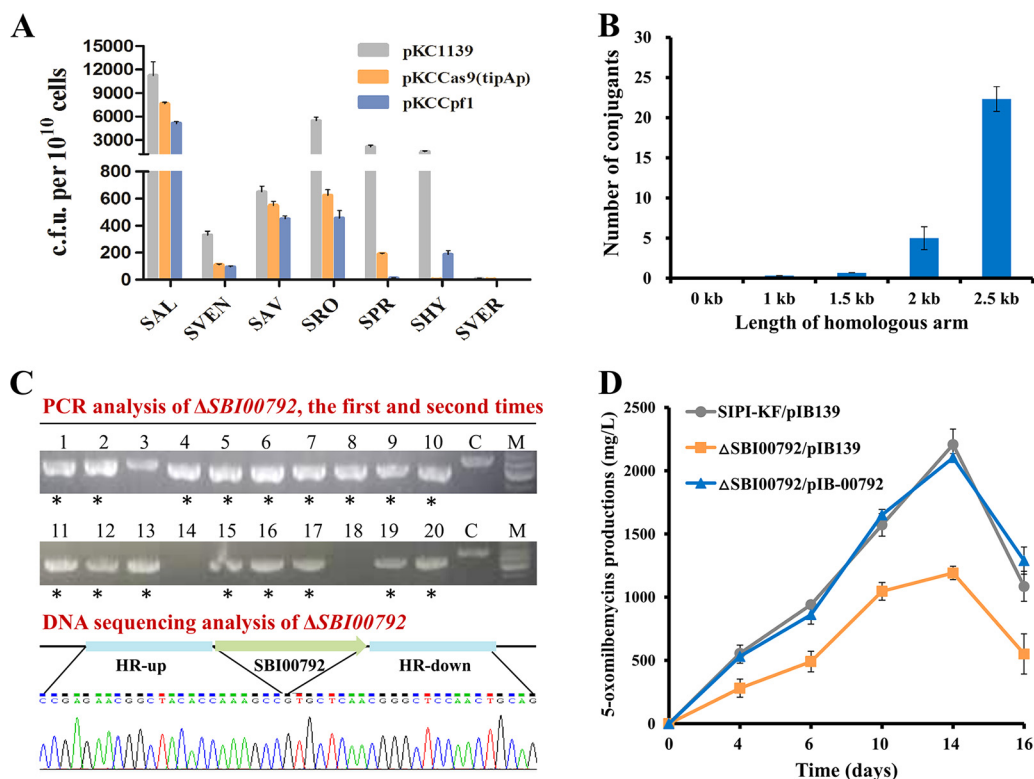 A
c.f.u. per 10^10 cells
15000
12000
9000
6000
3000
800
600
400
200
0
pKC1139
pKCCas9(tipAp)
pKCCpf1
SAL
SVEN
SAV
SRO
SPR
SHY
SVER
B
Number of conjugants
30
25
20
15
10
5
0
0 kb
1 kb
1.5 kb
2 kb
2.5 kb
Length of homologous arm
C
PCR analysis of ΔSBI00792, the first and second times
1 2 3 4 5 6 7 8 9 10 C M
* * * * * * * * *
11 12 13 14 15 16 17 18 19 20 C M
* * * * * * * *
DNA sequencing analysis of ΔSBI00792
HR-up SBI00792 HR-down
CCGAGAACGGCTACACCAAAGCCGTGCTCAACGGGCTCCAACTGCAG
D
5-oxomilbemycins productions (mg/L)
2500
2000
1500
1000
500
0
SIPI-KF/pIB139
△SBI00792/pIB139
△SBI00792/pIB-00792
0 4 6 10 14 16
Time (days)